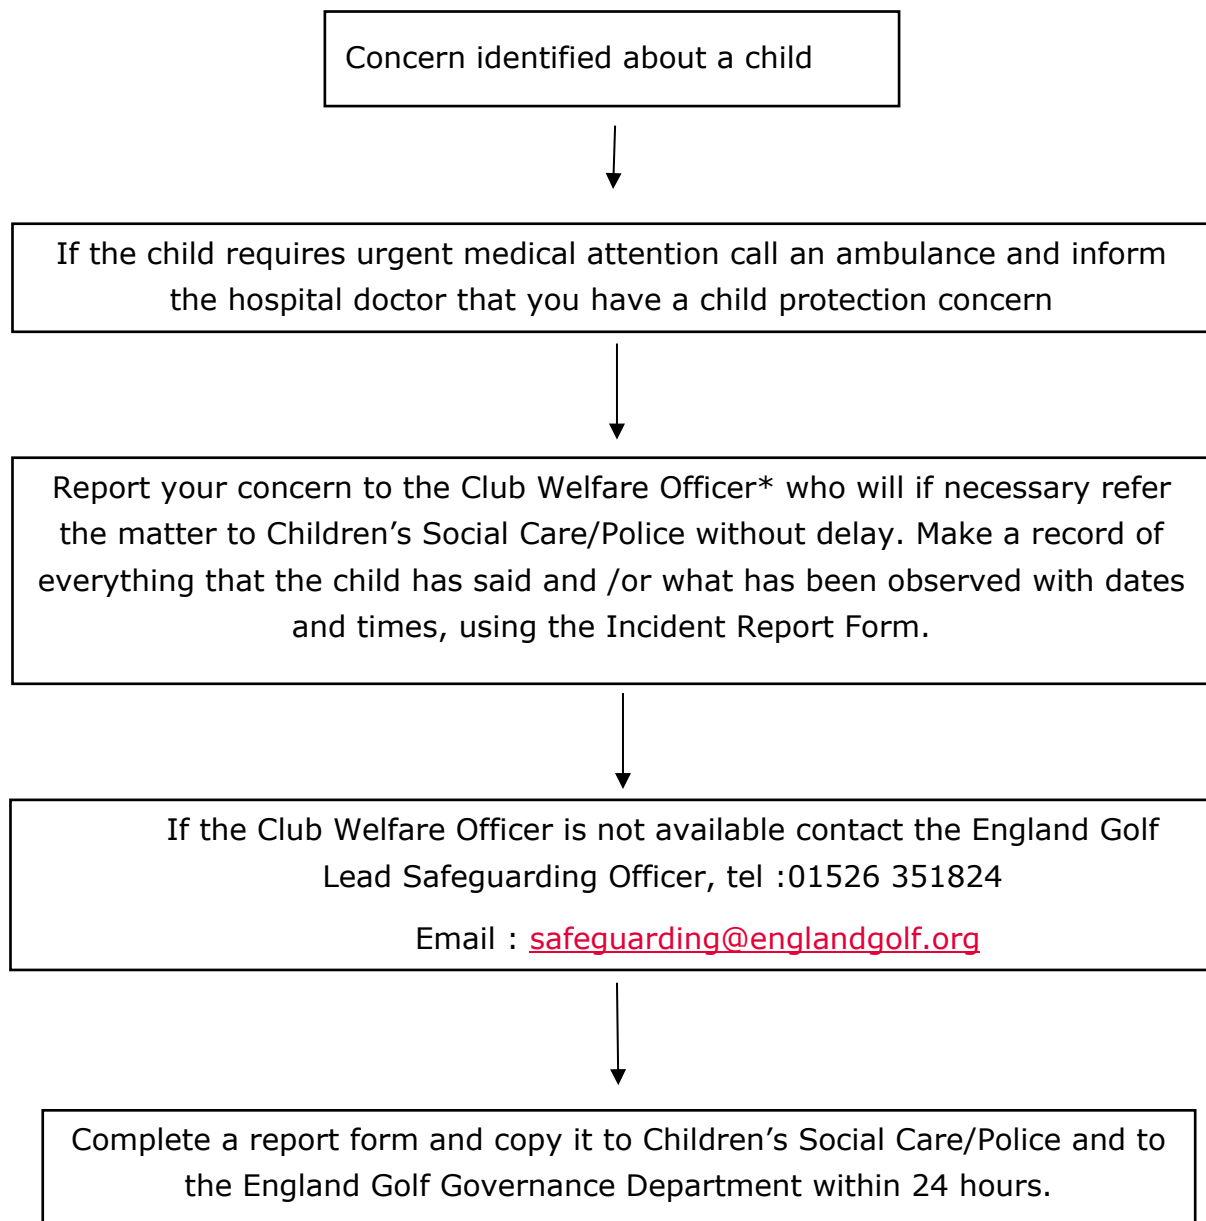 Concern identified about a child
If the child requires urgent medical attention call an ambulance and inform
the hospital doctor that you have a child protection concern
Report your concern to the Club Welfare Officer* who will if necessary refer
the matter to Children’s Social Care/Police without delay. Make a record of
everything that the child has said and /or what has been observed with dates
and times, using the Incident Report Form.
If the Club Welfare Officer is not available contact the England Golf
Lead Safeguarding Officer, tel :01526 351824
Email : safeguarding@englandgolf.org
Complete a report form and copy it to Children’s Social Care/Police and to
the England Golf Governance Department within 24 hours.